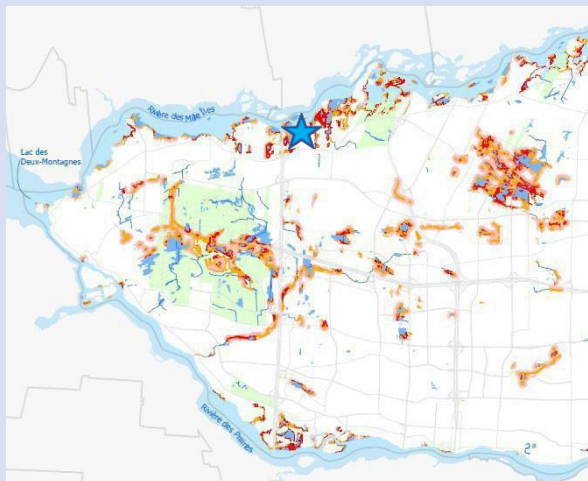 Rivière des Mille Îles
Lac des
Deux-Montagnes
Rivière des Prairies